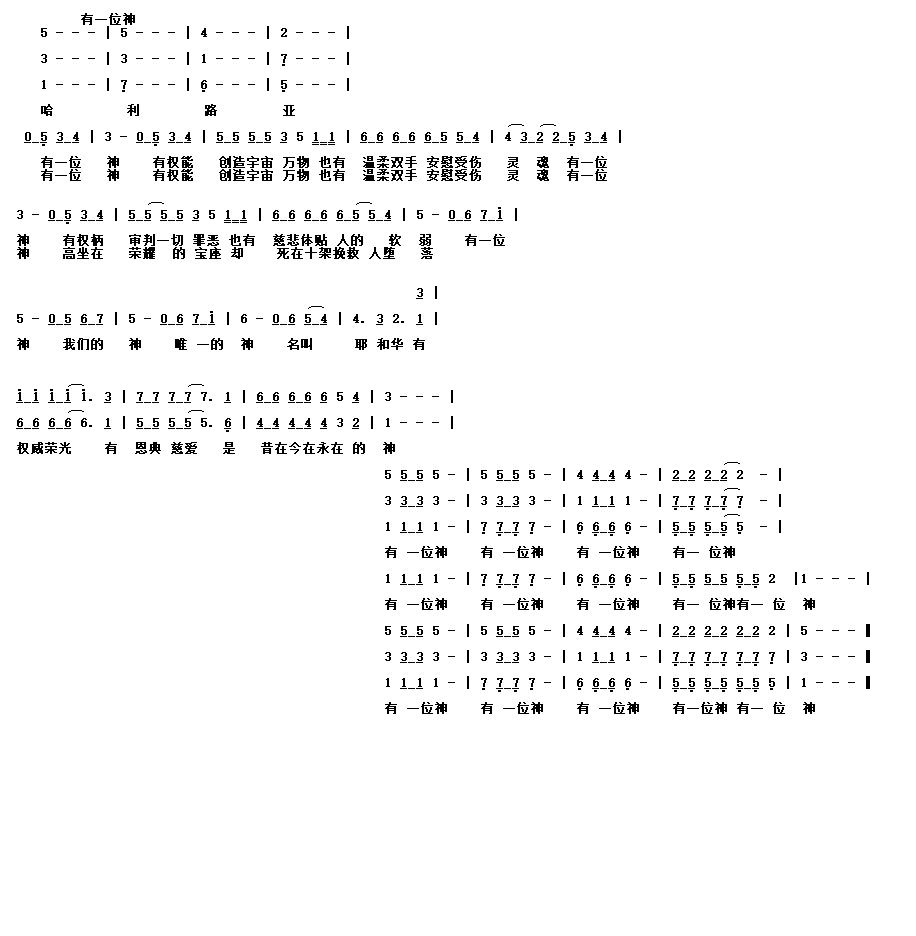 有一位神
5 - - - | 5 - - - | 4 - - - | 2 - - - |
3 - - - | 3 - - - | 1 - - - | 7 - - - |
1 - - - | 7 - - - | 6 - - - | 5 - - - |
哈 利 路 亚
0 5 3 4 | 3 - 0 5 3 4 | 5 5 5 5 3 5 1 1 | 6 6 6 6 6 5 5 4 | 4 3 2 2 5 3 4 |
有一位 神 有权能 创造宇宙 万物 也有 温柔双手 安慰受伤 灵 魂 有一位
有一位 神 有权能 创造宇宙 万物 也有 温柔双手 安慰受伤 灵 魂 有一位
3 - 0 5 3 4 | 5 5 5 5 3 5 1 1 | 6 6 6 6 6 5 5 4 | 5 - 0 6 7 1 |
神 有权柄 审判一切 罪恶 也有 慈悲体贴 人的 软 弱 有一位
神 高坐在 荣耀 的 宝座 却 死在十架挽救 人堕 落
3 |
5 - 0 5 6 7 | 5 - 0 6 7 1 | 6 - 0 6 5 4 | 4. 3 2. 1 |
神 我们的 神 唯 一的 神 名叫 耶 和华 有
1 1 1 1 1. 3 | 7 7 7 7 7. 1 | 6 6 6 6 6 5 4 | 3 - - - |
6 6 6 6 6. 1 | 5 5 5 5 5. 6 | 4 4 4 4 4 3 2 | 1 - - - |
权威荣光 有 恩典 慈爱 是 昔在今在永在 的 神
5 5 5 5 - | 5 5 5 5 - | 4 4 4 4 - | 2 2 2 2 2 - |
3 3 3 3 - | 3 3 3 3 - | 1 1 1 1 - | 7 7 7 7 7 - |
1 1 1 1 - | 7 7 7 7 - | 6 6 6 6 - | 5 5 5 5 5 - |
有 一位神 有 一位神 有 一位神 有一 位神
1 1 1 1 - | 7 7 7 7 - | 6 6 6 6 - | 5 5 5 5 5 5 2 |1 - - - |
有 一位神 有 一位神 有 一位神 有一 位神有一 位 神
5 5 5 5 - | 5 5 5 5 - | 4 4 4 4 - | 2 2 2 2 2 2 2 | 5 - - - ‖
3 3 3 3 - | 3 3 3 3 - | 1 1 1 1 - | 7 7 7 7 7 7 7 | 3 - - - ‖
1 1 1 1 - | 7 7 7 7 - | 6 6 6 6 - | 5 5 5 5 5 5 5 | 1 - - - ‖
有 一位神 有 一位神 有 一位神 有一位神 有一 位 神